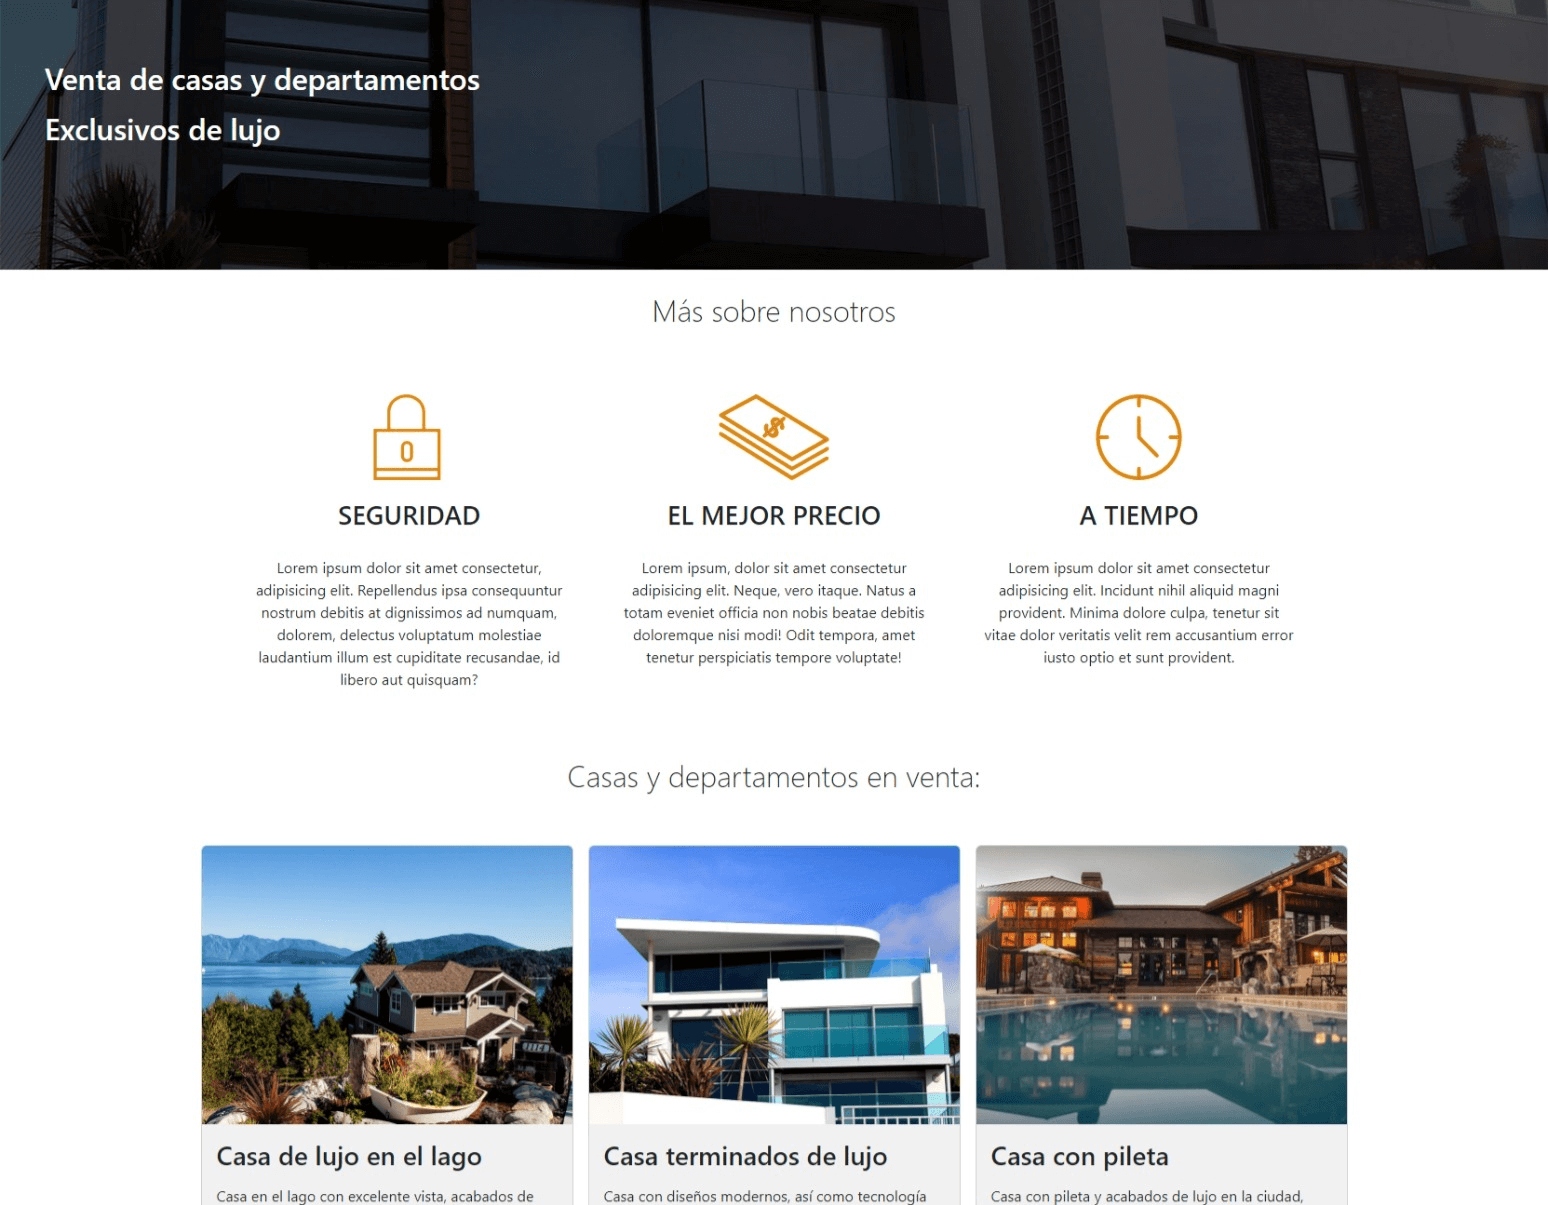 Venta de casas y departamentos
Exclusivos de lujo
Más sobre nosotros
SEGURIDAD
Lorem ipsum dolor sit amet consectetur,
adipisicing elit. Repellendus ipsa consequuntur
nostrum debitis at dignissimos ad numquam,
dolorem, delectus voluptatum molestiae
laudantium illum est cupiditate recusandae, id
libero aut quisquam?
EL MEJOR PRECIO
Lorem ipsum, dolor sit amet consectetur
adipisicing elit. Neque, vero itaque. Natus a
totam eveniet officia non nobis beatae debitis
doloremque nisi modi! Odit tempora, amet
tenetur perspiciatis tempore voluptate!
A TIEMPO
Lorem ipsum dolor sit amet consectetur
adipisicing elit. Incidunt nihil aliquid magni
provident. Minima dolore culpa, tenetur sit
vitae dolor veritatis velit rem accusantium error
iusto optio et sunt provident.
Casas y departamentos en venta:
1114
Casa de lujo en el lago
Casa en el lago con excelente vista, acabados de
Casa terminados de lujo
Casa con diseños modernos, así como tecnología
Casa con pileta
Casa con pileta y acabados de lujo en la ciudad,